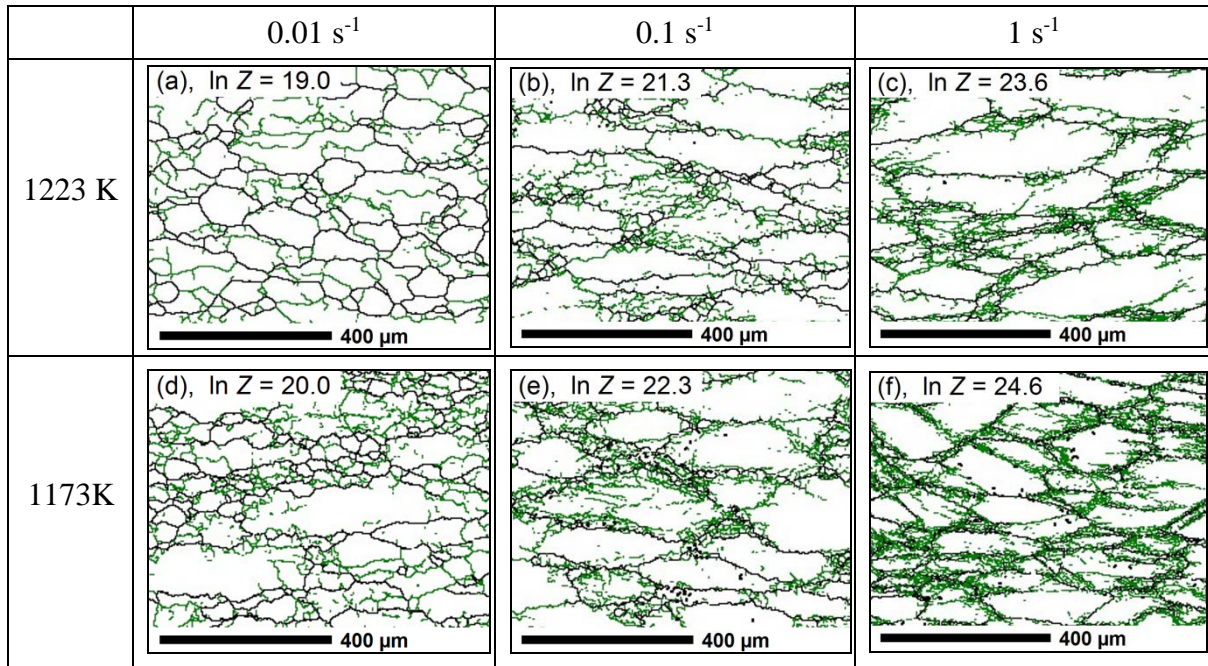 0.01 s⁻¹ 0.1 s⁻¹ 1 s⁻¹
1223 K
(a), ln Z = 19.0
400 µm
(b), ln Z = 21.3
400 µm
(c), ln Z = 23.6
400 µm
1173K
(d), ln Z = 20.0
400 µm
(e), ln Z = 22.3
400 µm
(f), ln Z = 24.6
400 µm